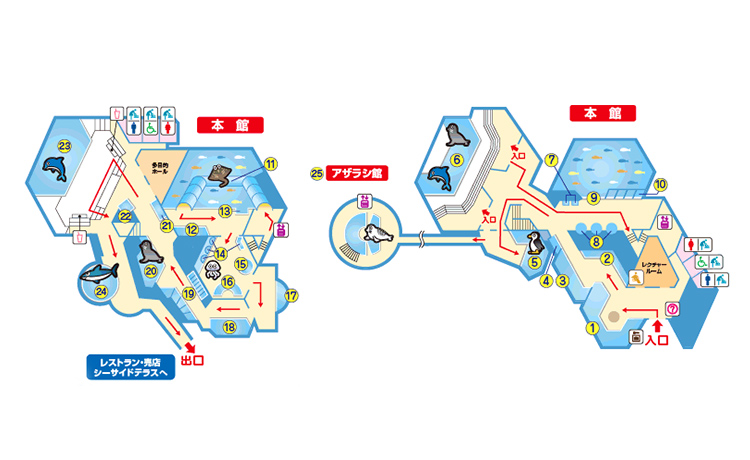 本館
23
多目的
ホール
11
13
22
21
12
14
15
20
16
24
19
17
18
レストラン・売店
シーサイドテラスへ
出口
本館
7
入口
6
9
10
25 アザラシ館
入口
8
5
2
レクチャー
ルーム
4
3
1
?
入口